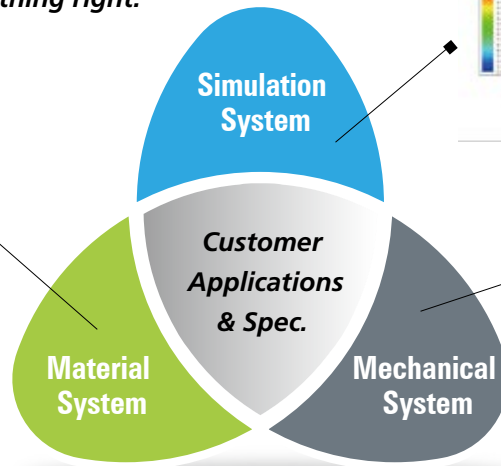 thing right.
Simulation
System
Customer
Applications
& Spec.
Material
System
Mechanical
System